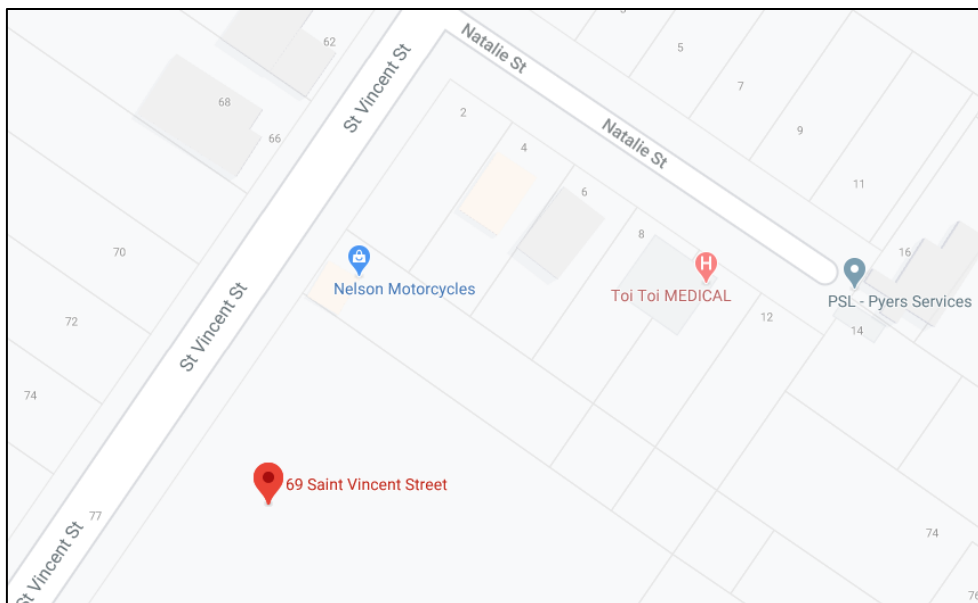 62
Natalie St
5
St Vincent St
7
68
2
Natalie St
9
66
4
6
11
8
70
16
Nelson Motorcycles
Toi Toi MEDICAL
H
PSL - Pyers Services
St Vincent St
72
12
14
74
69 Saint Vincent Street
77
74
St Vincent St